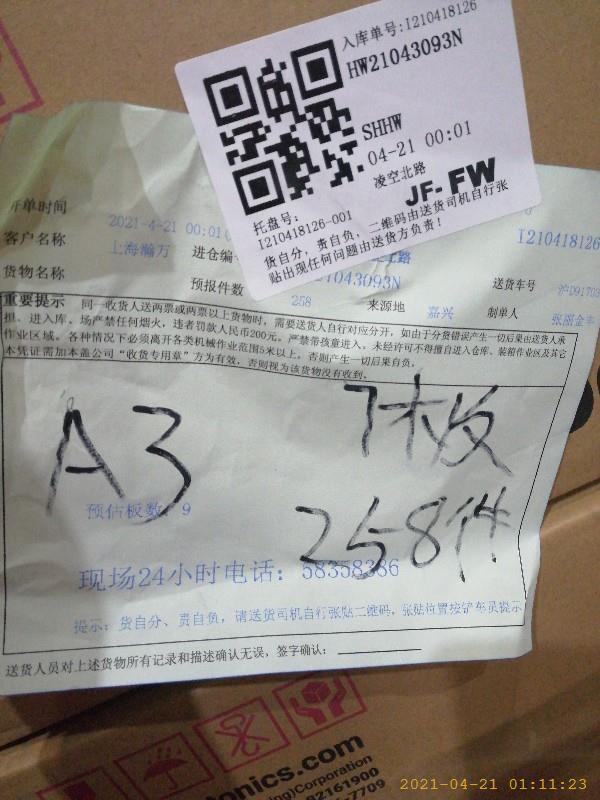 入库单号:I210418126
HW21043093N
SHHW
04-21 00:01
凌空北路
JF-FW
托盘号:
I210418126-001
货自分，责自负，二维码由送货司机自行张
贴出现任何问题由送货方负责！
开单时间
2021-4-21 00:01
I210418126
客户名称
上海瀚万
进仓编
货物名称
预报件数
258
21043093N
来源地
嘉兴
送货车号
制单人
重要提示 同一收货人送两票或两票以上货物时，需要送货人自行对应分开，如有由于分货错误产生一切后果由送货人承
担。进入库、场严禁任何烟火，违者罚款人民币200元。严禁带孩童进入，未经许可不得擅自进入仓库、装箱作业区及其它
作业区域。各种情况下必须离开各类机械作业范围5米以上，否则产生一切后果自负。
本凭证需加本盖公司“收货专用章”方为有效，否则视为该货物没有收到。
A3
7木板
预估板数: 9
258件
现场24小时电话：58358386
提示：货自分、责自负，请送货司机自行张贴二维码，张贴位置按铲车员提示
送货人员对上述货物所有记录和描述确认无误，签字确认：
onics.com
ing)Corporation
82161900
-7709
2021-04-21 01:11:23